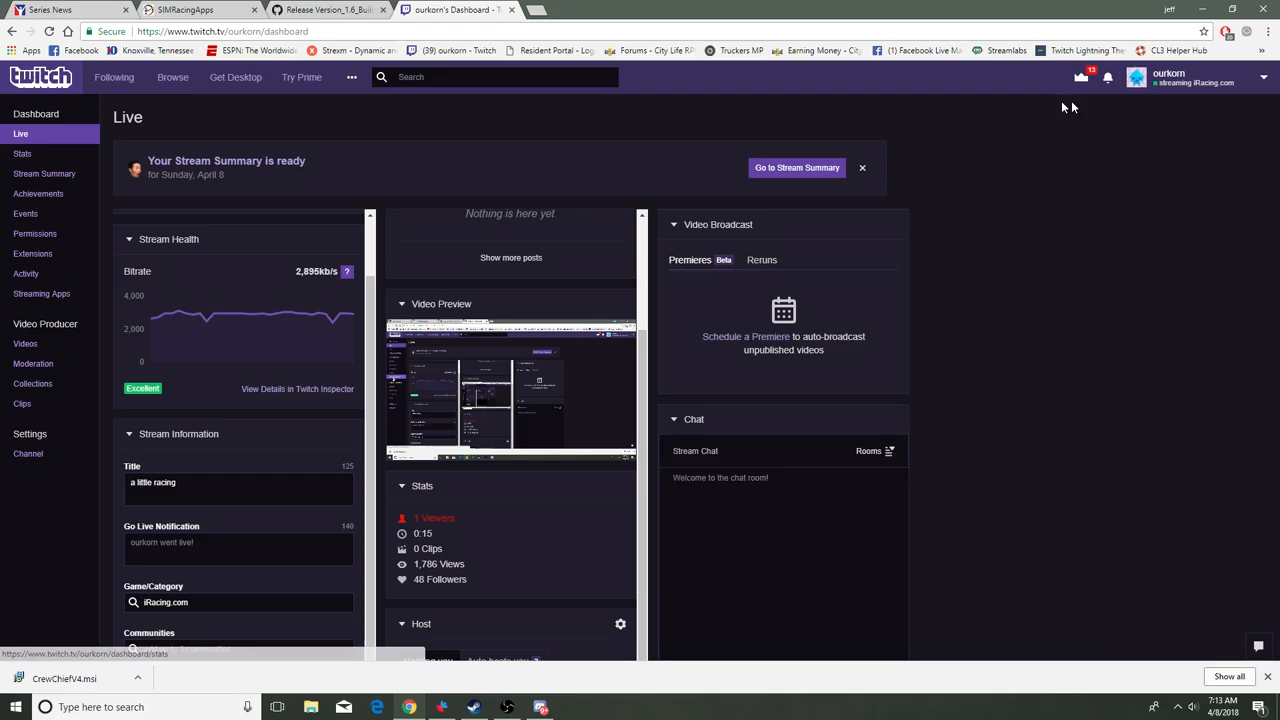 Series News
SIMRacingApps
Release Version_1.6_Build
ourkorn's Dashboard - T
jeff
Secure
https://www.twitch.tv/ourkorn/dashboard
Apps
Facebook
Knoxville, Tennessee
ESPN: The Worldwide
Strexm - Dynamic and
(39) ourkorn - Twitch
Resident Portal - Log
Forums - City Life RP
Truckers MP
Earning Money - City
(1) Facebook Live Ma
Streamlabs
Twitch Lightning The
CL3 Helper Hub
twitch
Following
Browse
Get Desktop
Try Prime
Search
13
ourkorn
streaming iRacing.com
Dashboard
Live
Stats
Stream Summary
Achievements
Events
Permissions
Extensions
Activity
Streaming Apps
Video Producer
Videos
Moderation
Collections
Clips
Settings
Channel
Live
Your Stream Summary is ready
for Sunday, April 8
Go to Stream Summary
Stream Health
Bitrate
2,895kb/s ?
4,000
2,000
0
Excellent
View Details in Twitch Inspector
Stream Information
Title
125
a little racing
Go Live Notification
140
ourkorn went live!
Game/Category
iRacing.com
Communities
Nothing is here yet.
Show more posts
Video Preview
Stats
1 Viewers
0:15
0 Clips
1,786 Views
48 Followers
Host
Video Broadcast
Premieres Beta
Reruns
Schedule a Premiere to auto-broadcast
unpublished videos
Chat
Stream Chat
Rooms
Welcome to the chat room!
https://www.twitch.tv/ourkorn/dashboard/stats
CrewChiefV4.msi
Show all
Type here to search
7:13 AM
4/8/2018